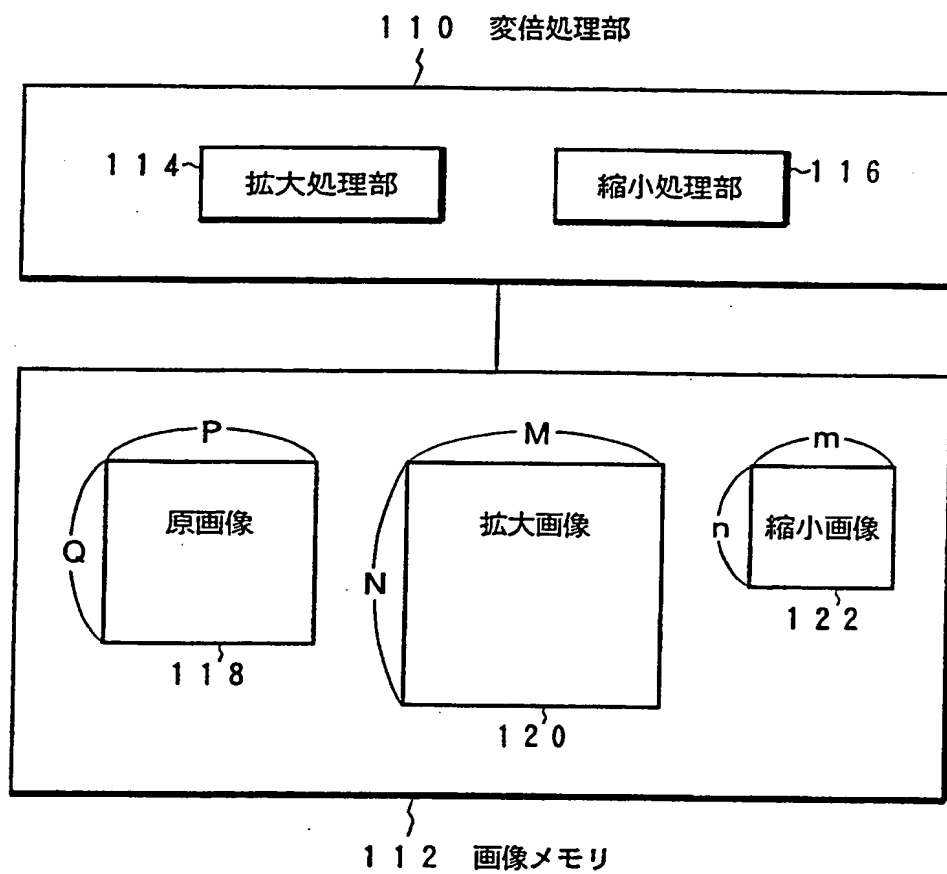 110 変倍処理部
114
拡大処理部
縮小処理部
116
P
M
m
Q
原画像
N
拡大画像
n
縮小画像
118
120
122
112 画像メモリ